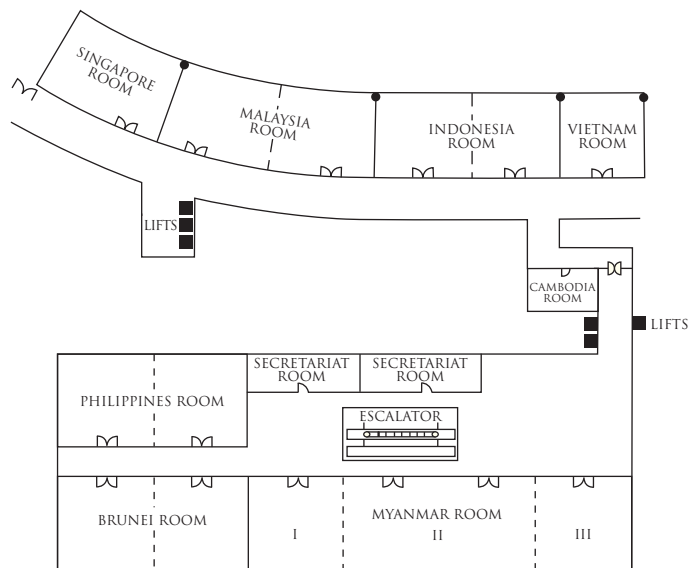 SINGAPORE
ROOM
MALAYSIA
ROOM
INDONESIA
ROOM
VIETNAM
ROOM
LIFTS
CAMBODIA
ROOM
LIFTS
SECRETARIAT
ROOM
SECRETARIAT
ROOM
PHILIPPINES ROOM
ESCALATOR
BRUNEI ROOM
MYANMAR ROOM
I
II
III